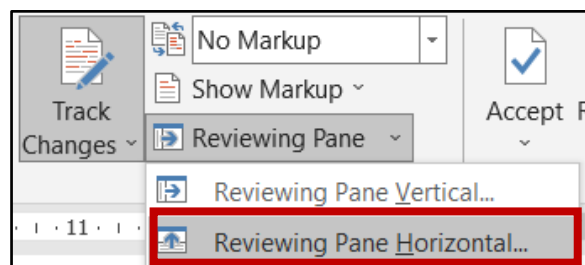 No Markup
Show Markup
Track
Changes
Reviewing Pane
Accept
Reviewing Pane Vertical...
11
Reviewing Pane Horizontal...